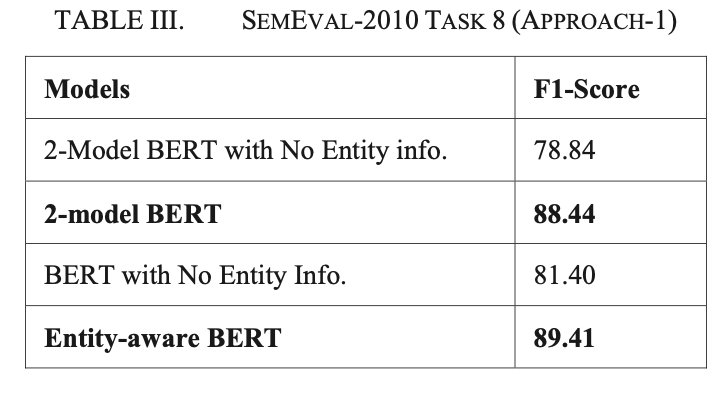 TABLE III. SEMEVAL-2010 TASK 8 (APPROACH-1)
Models F1-Score
2-Model BERT with No Entity info. 78.84
2-model BERT 88.44
BERT with No Entity Info. 81.40
Entity-aware BERT 89.41